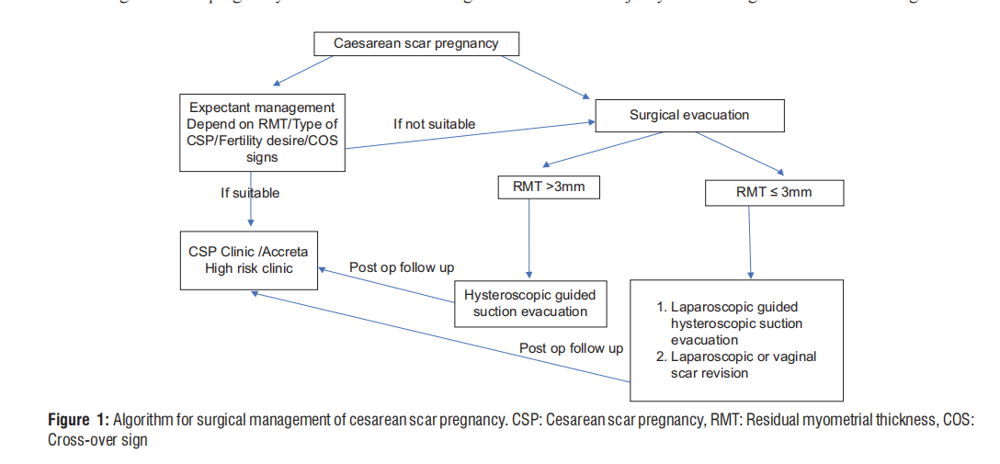 Caesarean scar pregnancy
Expectant management
Depend on RMT/Type of
CSP/Fertility desire/COS
signs
If not suitable
Surgical evacuation
If suitable
RMT >3mm
RMT ≤ 3mm
CSP Clinic /Accreta
High risk clinic
Post op follow up
Hysteroscopic guided
suction evacuation
1. Laparoscopic guided
hysteroscopic suction
evacuation
2. Laparoscopic or vaginal
scar revision
Post op follow up
Figure 1: Algorithm for surgical management of cesarean scar pregnancy. CSP: Cesarean scar pregnancy, RMT: Residual myometrial thickness, COS:
Cross-over sign